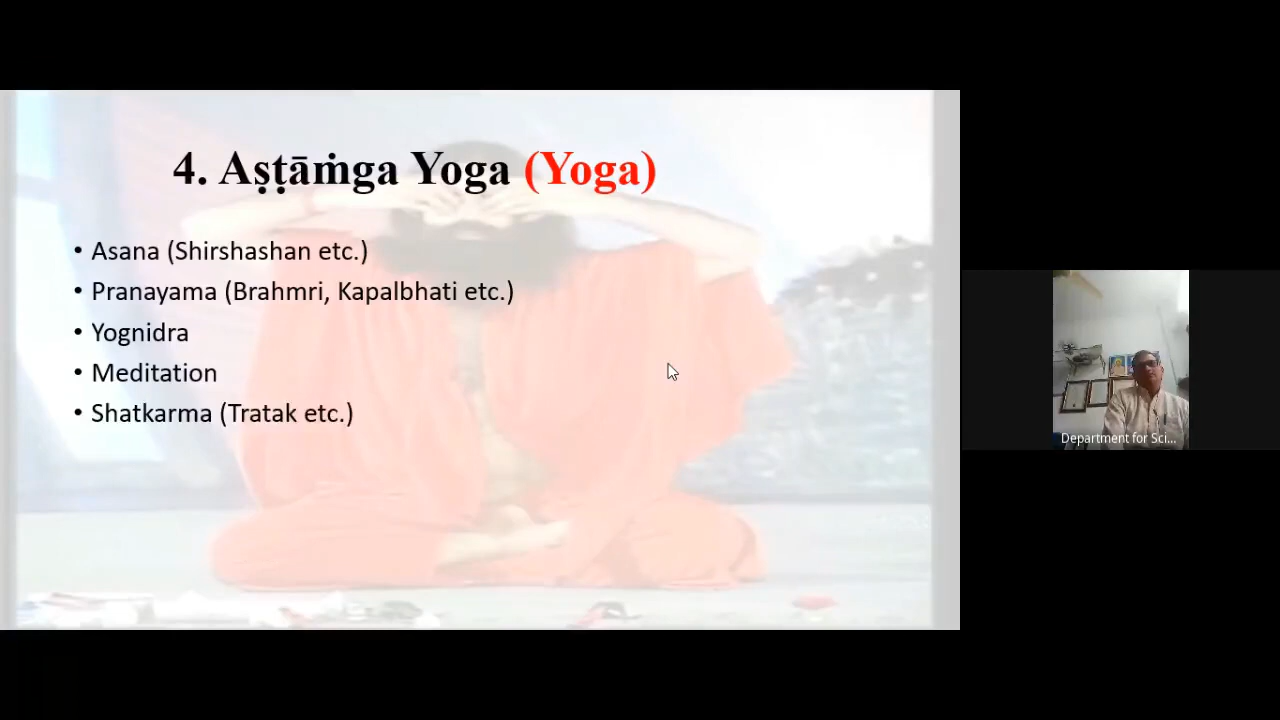 4. Aṣṭāṁga Yoga (Yoga)
• Asana (Shirshashan etc.)
• Pranayama (Brahmri, Kapalbhati etc.)
• Yognidra
• Meditation
• Shatkarma (Tratak etc.)
Department for Sci...